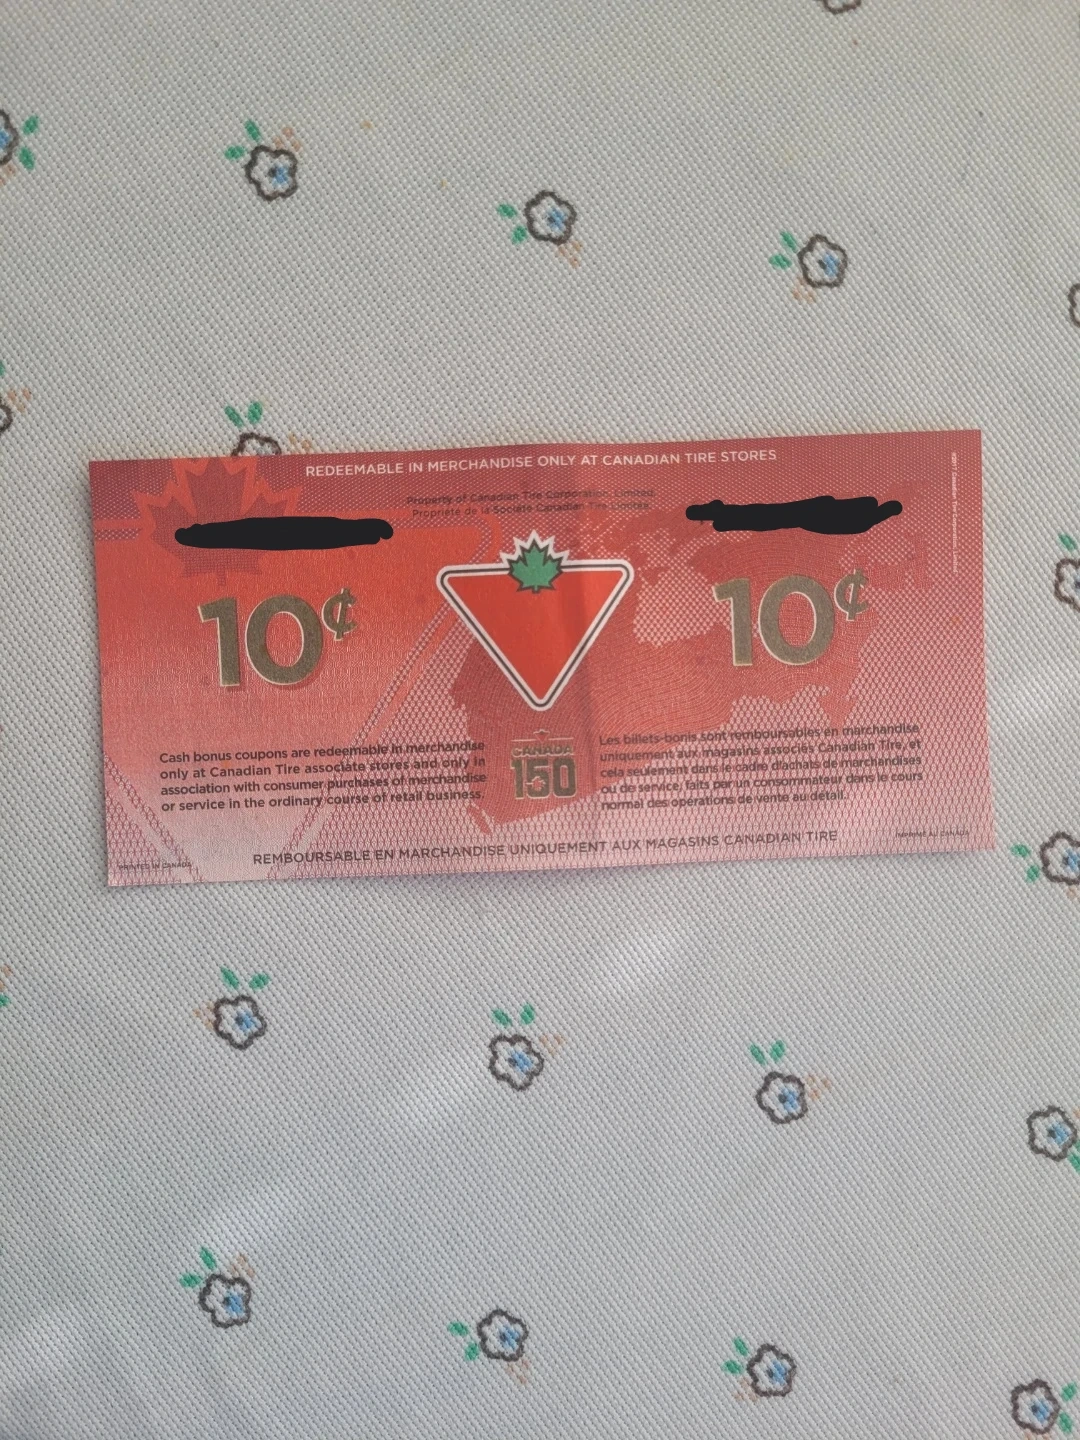 REDEEMABLE IN MERCHANDISE ONLY AT CANADIAN TIRE STORES
Property of Canadian Tire Corporation, Limited.
Propriété de la Société Canadian Tire Limitée.
10¢
10¢
Cash bonus coupons are redeemable in merchandise
only at Canadian Tire associate stores and only in
association with consumer purchases of merchandise
or service in the ordinary course of retail business.
CANADA
150
Les billets-bonis sont remboursables en marchandise
uniquement aux magasins associés Canadian Tire, et
cela seulement dans le cadre d'achats de marchandises
ou de service, faits par un consommateur dans le cours
normal des opérations de vente au détail.
PRINTED IN CANADA
REMBOURSABLE EN MARCHANDISE UNIQUEMENT AUX MAGASINS CANADIAN TIRE
IMPRIMÉ AU CANADA